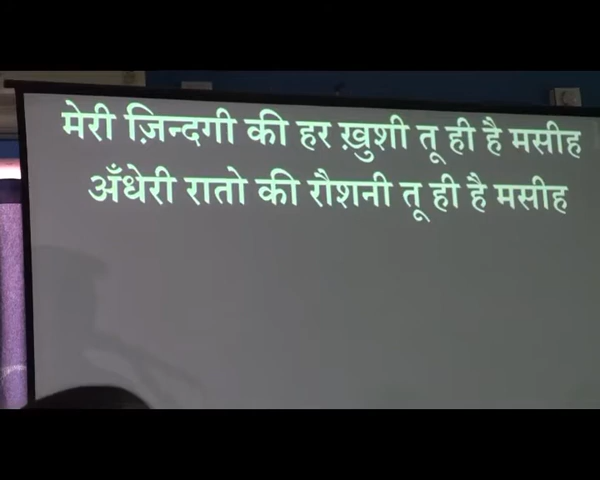 मेरी ज़िन्दगी की हर ख़ुशी तू ही है मसीह
अँधेरी रातो की रौशनी तू ही है मसीह